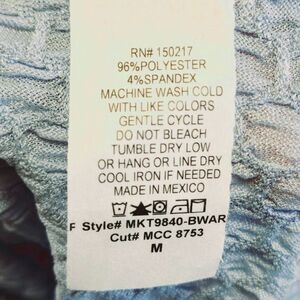 RN# 150217
96%POLYESTER
4%SPANDEX
MACHINE WASH COLD
WITH LIKE COLORS
GENTLE CYCLE
DO NOT BLEACH
TUMBLE DRY LOW
OR HANG OR LINE DRY
COOL IRON IF NEEDED
MADE IN MEXICO
F Style# MKT9840-BWAR
Cut# MCC 8753
M